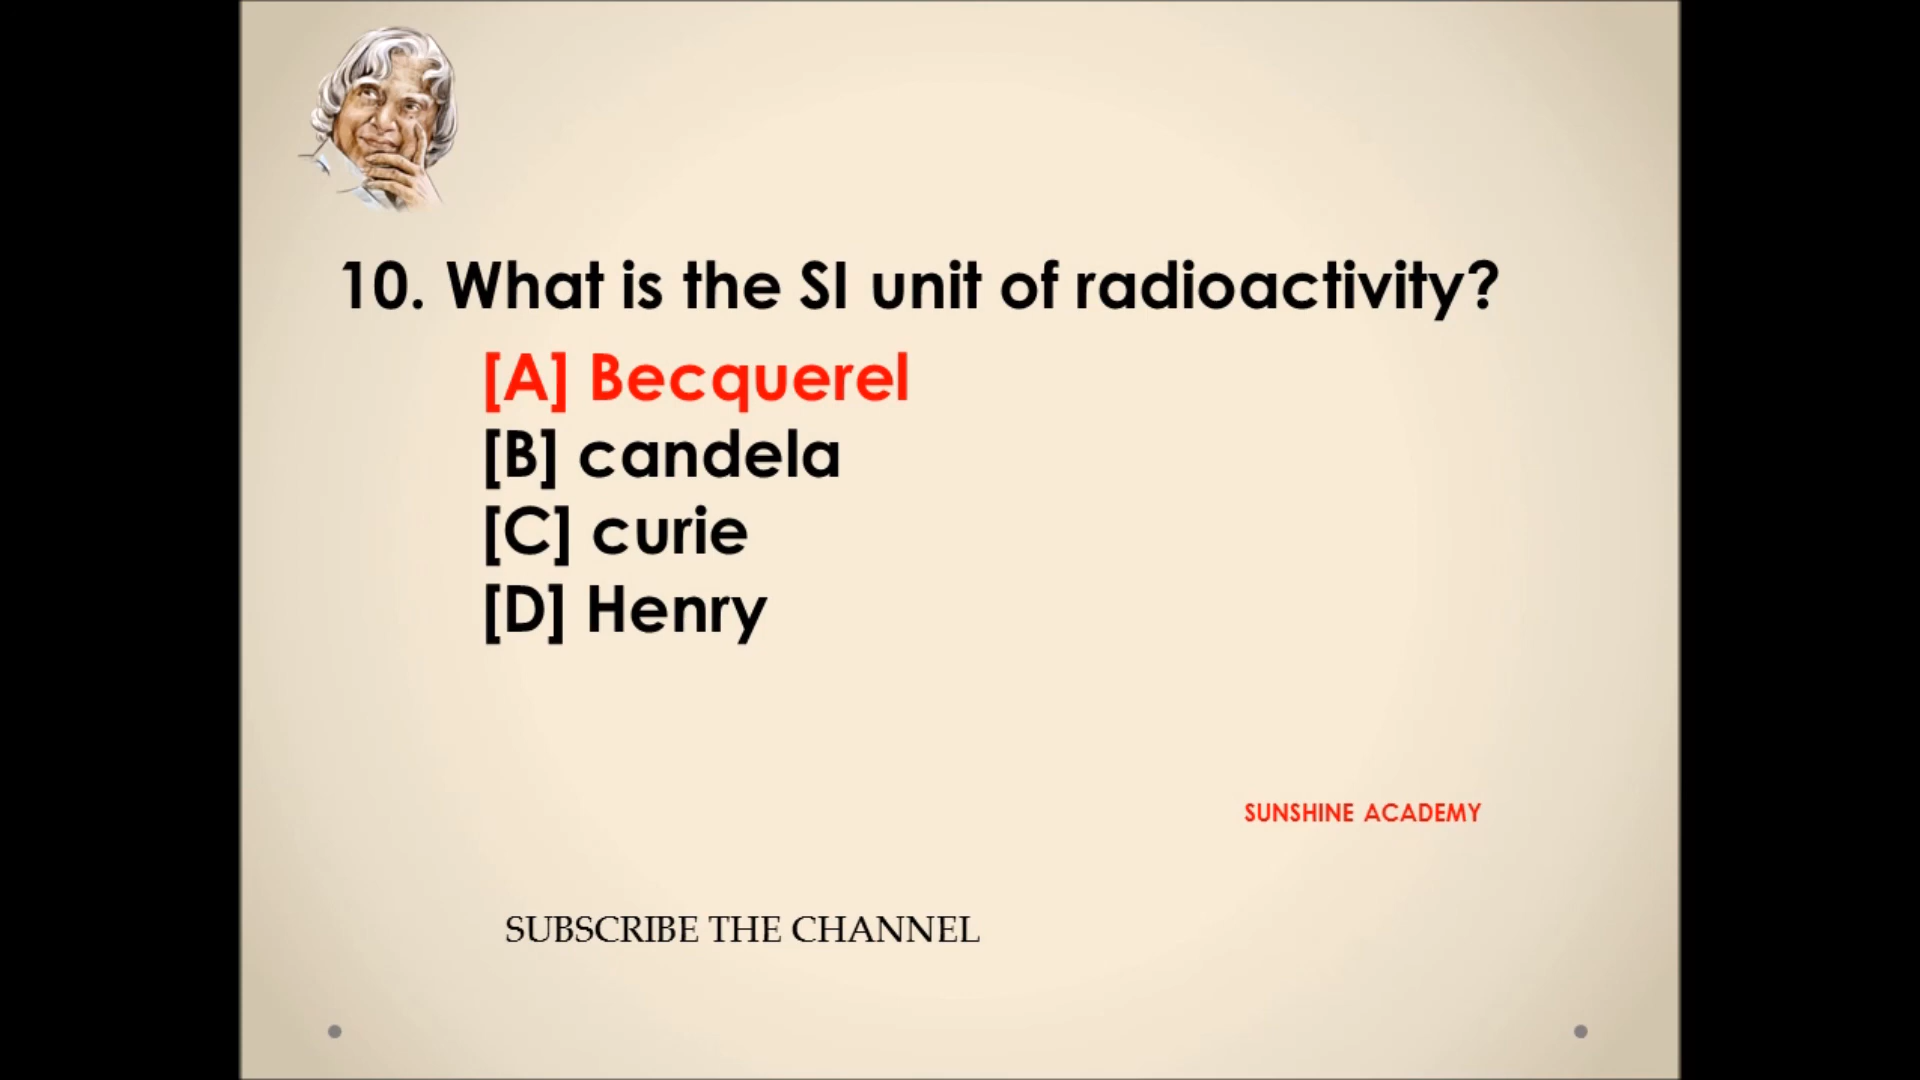 10. What is the SI unit of radioactivity?
[A] Becquerel
[B] candela
[C] curie
[D] Henry
SUNSHINE ACADEMY
SUBSCRIBE THE CHANNEL